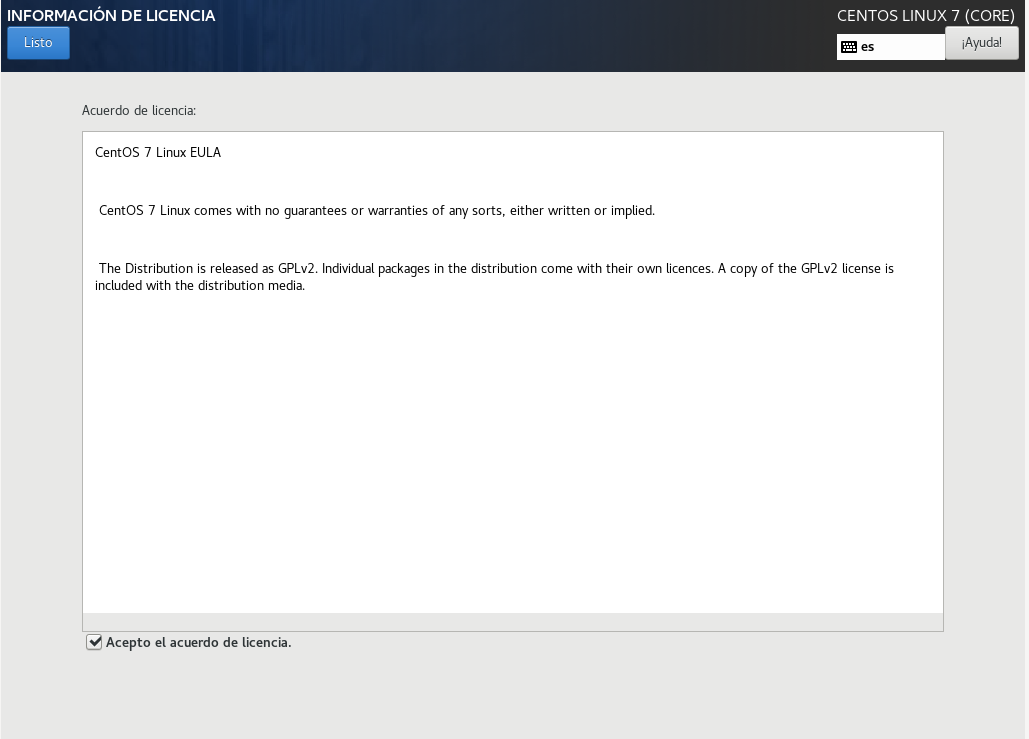 INFORMACIÓN DE LICENCIA
CENTOS LINUX 7 (CORE)
Listo
es
¡Ayuda!
Acuerdo de licencia:
CentOS 7 Linux EULA
CentOS 7 Linux comes with no guarantees or warranties of any sorts, either written or implied.
The Distribution is released as GPLv2. Individual packages in the distribution come with their own licences. A copy of the GPLv2 license is
included with the distribution media.
Acepto el acuerdo de licencia.